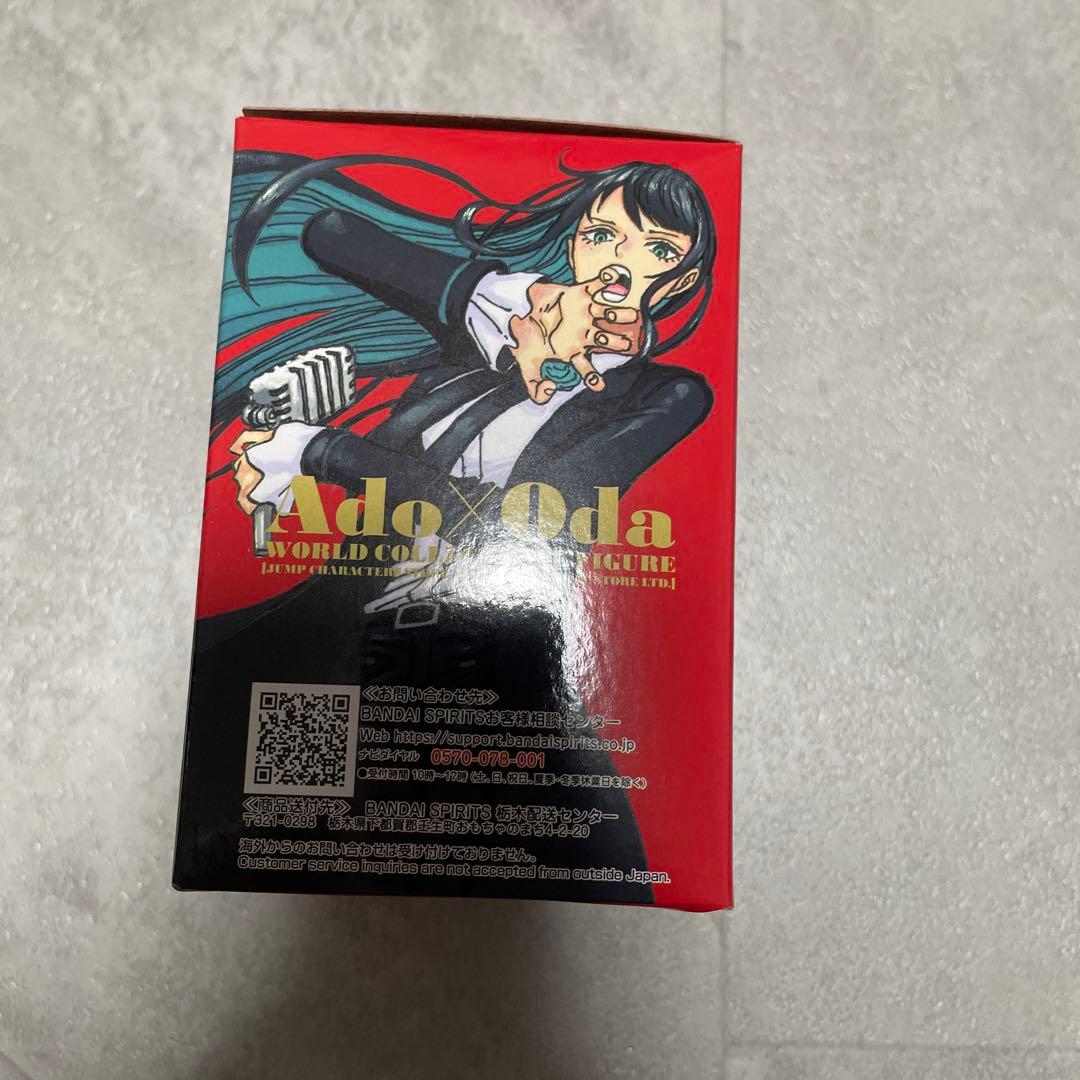 Ado×Oda
WORLD FIGURE
[JUMP CHARACTERS STORE LTD.]
≪お問い合わせ先≫
BANDAI SPIRITSお客様相談センター
Web https://support.bandaispirits.co.jp
ナビダイヤル 0570-078-001
●受付時間 10時〜17時 (土、日、祝日、夏季・冬季休業日を除く)
≪商品送付先≫ BANDAI SPIRITS 栃木配送センター
〒321-0298 栃木県下都賀郡壬生町おもちゃのまち4-2-20
海外からのお問い合わせは受け付けておりません。
Customer service inquiries are not accepted from outside Japan.